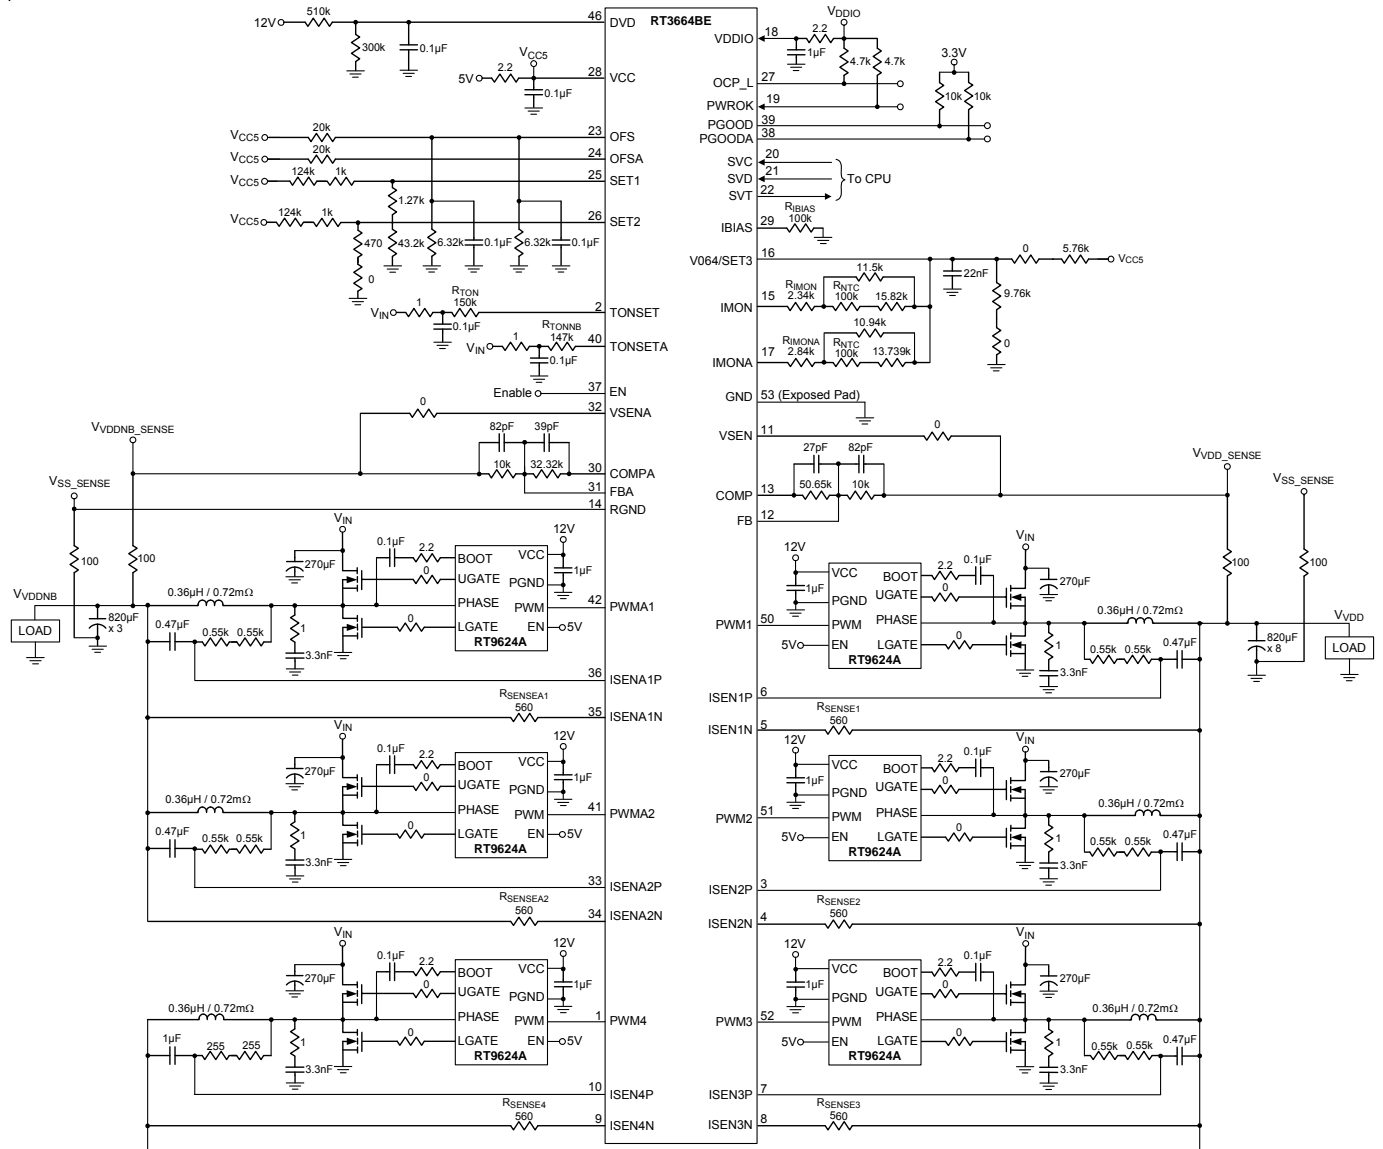 RT3664BE
12V
510k
300k
0.1µF
46
DVD
5V
2.2
VCC5
0.1µF
28
VCC
VCC5
20k
23
OFS
VCC5
20k
24
OFSA
VCC5
124k
1k
25
SET1
1.27k
VCC5
124k
1k
26
SET2
470
0
43.2k
6.32k
0.1µF
6.32k
0.1µF
VIN
1
RTON
150k
0.1µF
2
TONSET
VIN
1
RTONNB
147k
0.1µF
40
TONSETA
Enable
37
EN
0
32
VSENA
VVDDNB_SENSE
82pF
39pF
10k
32.32k
30
COMPA
31
FBA
VSS_SENSE
14
RGND
100
100
VVDDNB
LOAD
820µF
x 3
VIN
270µF
0.1µF
2.2
0
0
BOOT
UGATE
PHASE
LGATE
VCC
PGND
PWM
EN
RT9624A
12V
1µF
5V
42
PWMA1
0.36µH / 0.72mΩ
0.47µF
0.55k
0.55k
1
3.3nF
36
ISENA1P
RSENSEA1
560
35
ISENA1N
VIN
270µF
0.1µF
2.2
0
0
BOOT
UGATE
PHASE
LGATE
VCC
PGND
PWM
EN
RT9624A
12V
1µF
5V
41
PWMA2
0.36µH / 0.72mΩ
0.47µF
0.55k
0.55k
1
3.3nF
33
ISENA2P
RSENSEA2
560
34
ISENA2N
VIN
270µF
0.1µF
2.2
0
0
BOOT
UGATE
PHASE
LGATE
VCC
PGND
PWM
EN
RT9624A
12V
1µF
5V
1
PWM4
0.36µH / 0.72mΩ
1µF
255
255
1
3.3nF
10
ISEN4P
RSENSE4
560
9
ISEN4N
VDDIO
VDDIO
18
2.2
1µF
4.7k
4.7k
3.3V
OCP_L
27
PWROK
19
10k
10k
PGOOD
39
PGOODA
38
SVC
20
SVD
21
SVT
22
To CPU
IBIAS
29
RIBIAS
100k
V064/SET3
16
22nF
0
5.76k
VCC5
9.76k
0
11.5k
IMON
15
RIMON
2.34k
RNTC
100k
15.82k
10.94k
IMONA
17
RIMONA
2.84k
RNTC
100k
13.739k
GND
53 (Exposed Pad)
VSEN
11
0
27pF
82pF
COMP
13
50.65k
10k
FB
12
VVDD_SENSE
VSS_SENSE
100
100
VVDD
LOAD
820µF
x 8
12V
1µF
5V
VCC
PGND
PWM
EN
BOOT
UGATE
PHASE
LGATE
RT9624A
2.2
0.1µF
0
0
VIN
270µF
PWM1
50
0.36µH / 0.72mΩ
1
3.3nF
0.55k
0.55k
0.47µF
ISEN1P
6
RSENSE1
ISEN1N
5
560
12V
1µF
5V
VCC
PGND
PWM
EN
BOOT
UGATE
PHASE
LGATE
RT9624A
2.2
0.1µF
0
0
VIN
270µF
PWM2
51
0.36µH / 0.72mΩ
1
3.3nF
0.55k
0.55k
0.47µF
ISEN2P
3
RSENSE2
ISEN2N
4
560
12V
1µF
5V
VCC
PGND
PWM
EN
BOOT
UGATE
PHASE
LGATE
RT9624A
2.2
0.1µF
0
0
VIN
270µF
PWM3
52
0.36µH / 0.72mΩ
1
3.3nF
0.55k
0.55k
0.47µF
ISEN3P
7
RSENSE3
ISEN3N
8
560